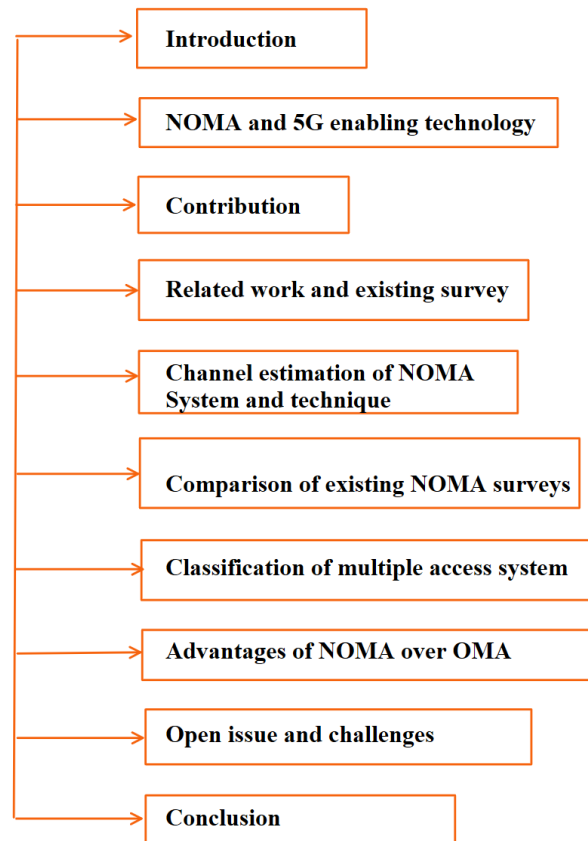 Introduction
NOMA and 5G enabling technology
Contribution
Related work and existing survey
Channel estimation of NOMA
System and technique
Comparison of existing NOMA surveys
Classification of multiple access system
Advantages of NOMA over OMA
Open issue and challenges
Conclusion